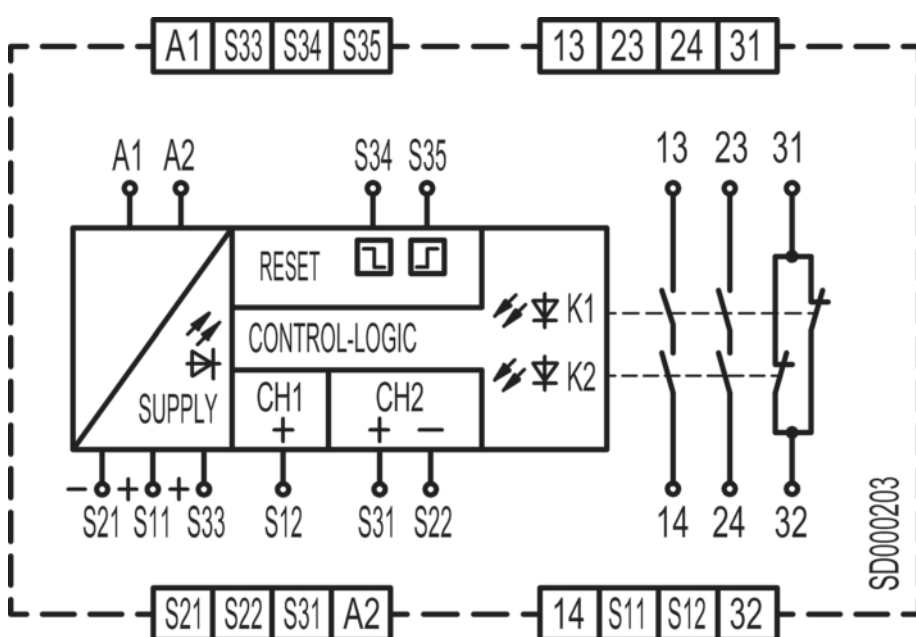 A1 S33 S34 S35 13 23 24 31
A1 A2 S34 S35 13 23 31
RESET
K1
CONTROL-LOGIC
K2
SUPPLY CH1 CH2
+ + −
− + +
S21 S11 S33 S12 S31 S22 14 24 32
SD000203
S21 S22 S31 A2 14 S11 S12 32